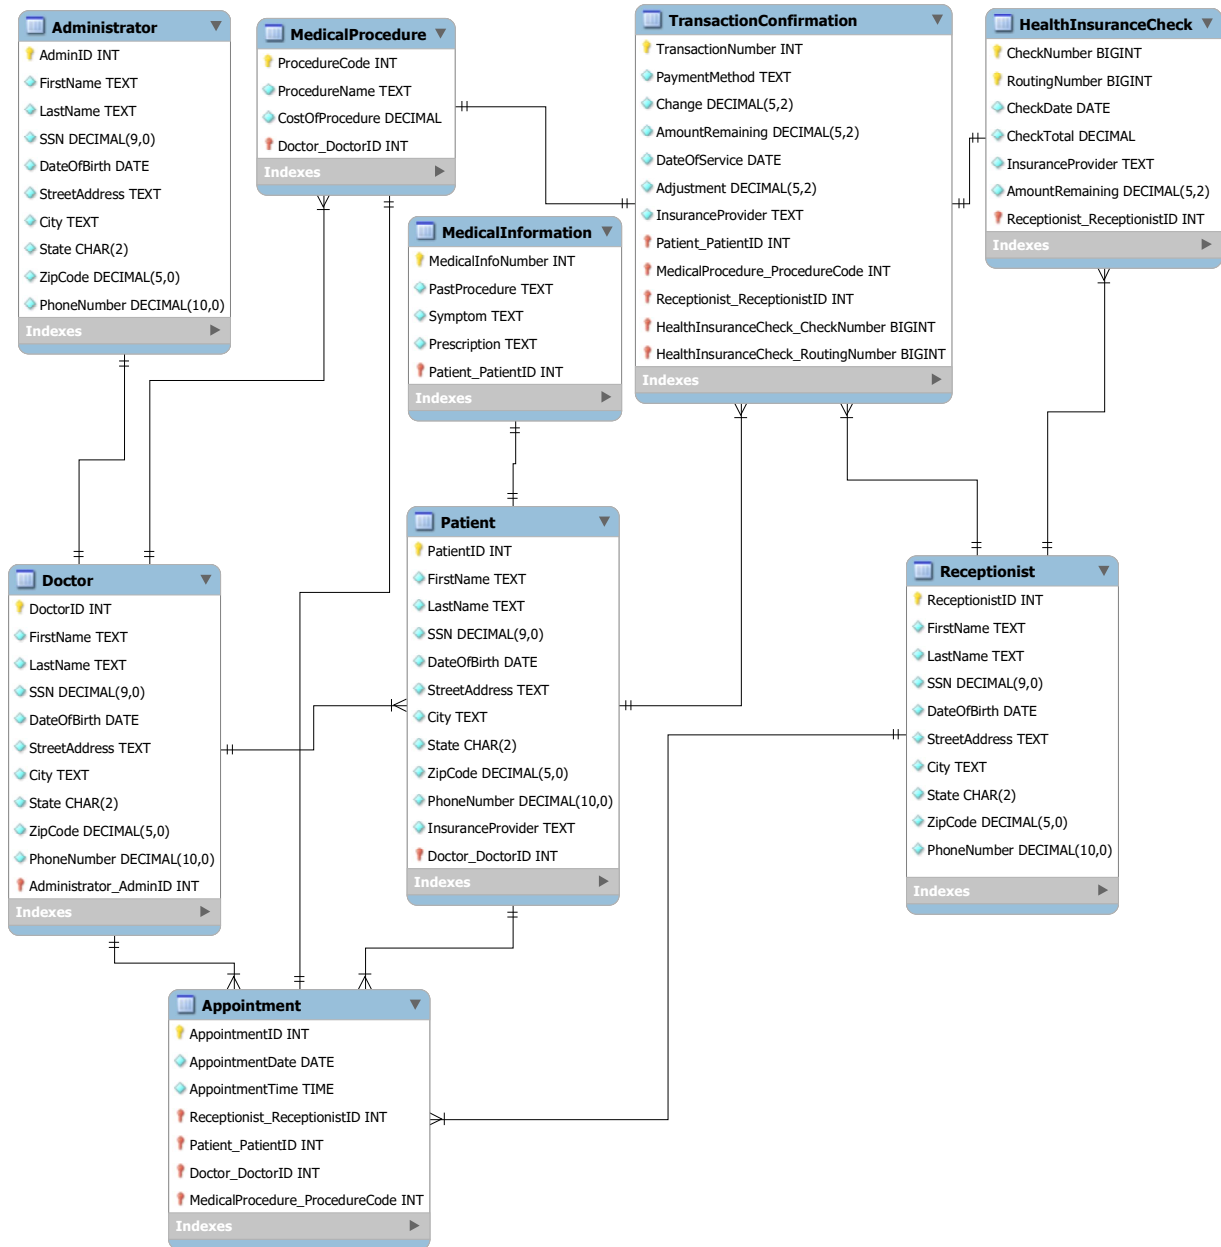 Administrator
AdminID INT
FirstName TEXT
LastName TEXT
SSN DECIMAL(9,0)
DateOfBirth DATE
StreetAddress TEXT
City TEXT
State CHAR(2)
ZipCode DECIMAL(5,0)
PhoneNumber DECIMAL(10,0)
Indexes
MedicalProcedure
ProcedureCode INT
ProcedureName TEXT
CostOfProcedure DECIMAL
Doctor_DoctorID INT
Indexes
TransactionConfirmation
TransactionNumber INT
PaymentMethod TEXT
Change DECIMAL(5,2)
AmountRemaining DECIMAL(5,2)
DateOfService DATE
Adjustment DECIMAL(5,2)
InsuranceProvider TEXT
Patient_PatientID INT
MedicalProcedure_ProcedureCode INT
Receptionist_ReceptionistID INT
HealthInsuranceCheck_CheckNumber BIGINT
HealthInsuranceCheck_RoutingNumber BIGINT
Indexes
HealthInsuranceCheck
CheckNumber BIGINT
RoutingNumber BIGINT
CheckDate DATE
CheckTotal DECIMAL
InsuranceProvider TEXT
AmountRemaining DECIMAL(5,2)
Receptionist_ReceptionistID INT
Indexes
MedicalInformation
MedicalInfoNumber INT
PastProcedure TEXT
Symptom TEXT
Prescription TEXT
Patient_PatientID INT
Indexes
Doctor
DoctorID INT
FirstName TEXT
LastName TEXT
SSN DECIMAL(9,0)
DateOfBirth DATE
StreetAddress TEXT
City TEXT
State CHAR(2)
ZipCode DECIMAL(5,0)
PhoneNumber DECIMAL(10,0)
Administrator_AdminID INT
Indexes
Patient
PatientID INT
FirstName TEXT
LastName TEXT
SSN DECIMAL(9,0)
DateOfBirth DATE
StreetAddress TEXT
City TEXT
State CHAR(2)
ZipCode DECIMAL(5,0)
PhoneNumber DECIMAL(10,0)
InsuranceProvider TEXT
Doctor_DoctorID INT
Indexes
Receptionist
ReceptionistID INT
FirstName TEXT
LastName TEXT
SSN DECIMAL(9,0)
DateOfBirth DATE
StreetAddress TEXT
City TEXT
State CHAR(2)
ZipCode DECIMAL(5,0)
PhoneNumber DECIMAL(10,0)
Indexes
Appointment
AppointmentID INT
AppointmentDate DATE
AppointmentTime TIME
Receptionist_ReceptionistID INT
Patient_PatientID INT
Doctor_DoctorID INT
MedicalProcedure_ProcedureCode INT
Indexes